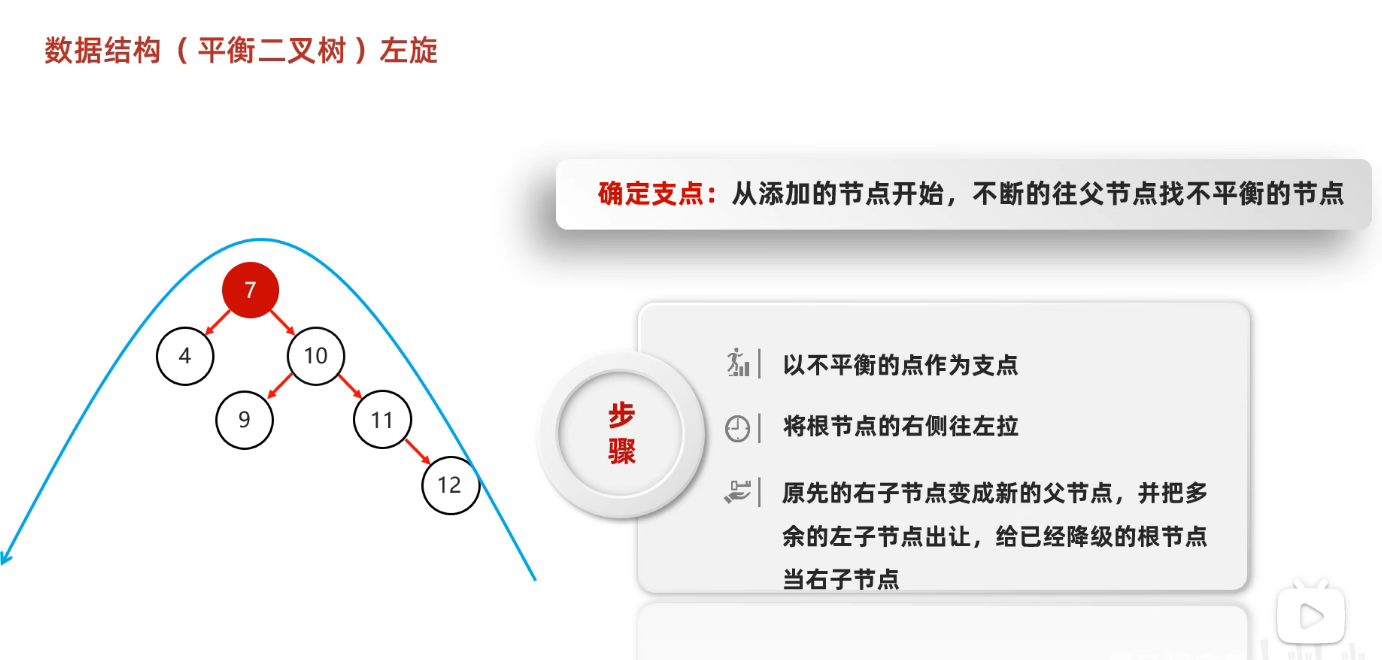 数据结构（平衡二叉树）左旋
确定支点：从添加的节点开始，不断的往父节点找不平衡的节点
7
4
10
9
11
12
步
骤
以不平衡的点作为支点
将根节点的右侧往左拉
原先的右子节点变成新的父节点，并把多
余的左子节点出让，给已经降级的根节点
当右子节点